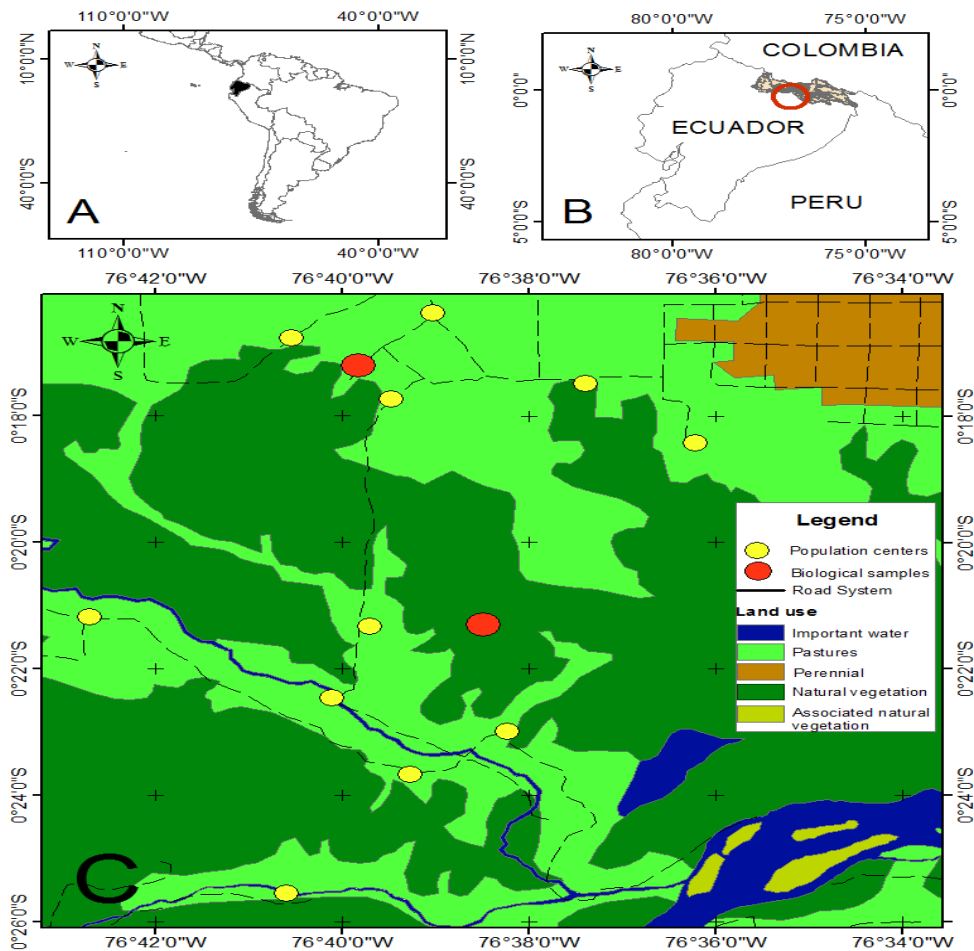 110°0'0"W 40°0'0"W
10°0'0"N 10°0'0"N
N
W E
S
40°0'0"S 40°0'0"S
A
110°0'0"W 40°0'0"W
80°0'0"W 75°0'0"W
COLOMBIA
N
W E
S
0°0'0" 0°0'0"
ECUADOR
PERU
B
5°0'0"S 5°0'0"S
80°0'0"W 75°0'0"W
76°42'0"W 76°40'0"W 76°38'0"W 76°36'0"W 76°34'0"W
N
W E
S
0°18'0"S 0°18'0"S
0°20'0"S 0°20'0"S
0°22'0"S 0°22'0"S
0°24'0"S 0°24'0"S
0°26'0"S 0°26'0"S
Legend
Population centers
Biological samples
Road System
Land use
Important water
Pastures
Perennial
Natural vegetation
Associated natural
vegetation
C
76°42'0"W 76°40'0"W 76°38'0"W 76°36'0"W 76°34'0"W